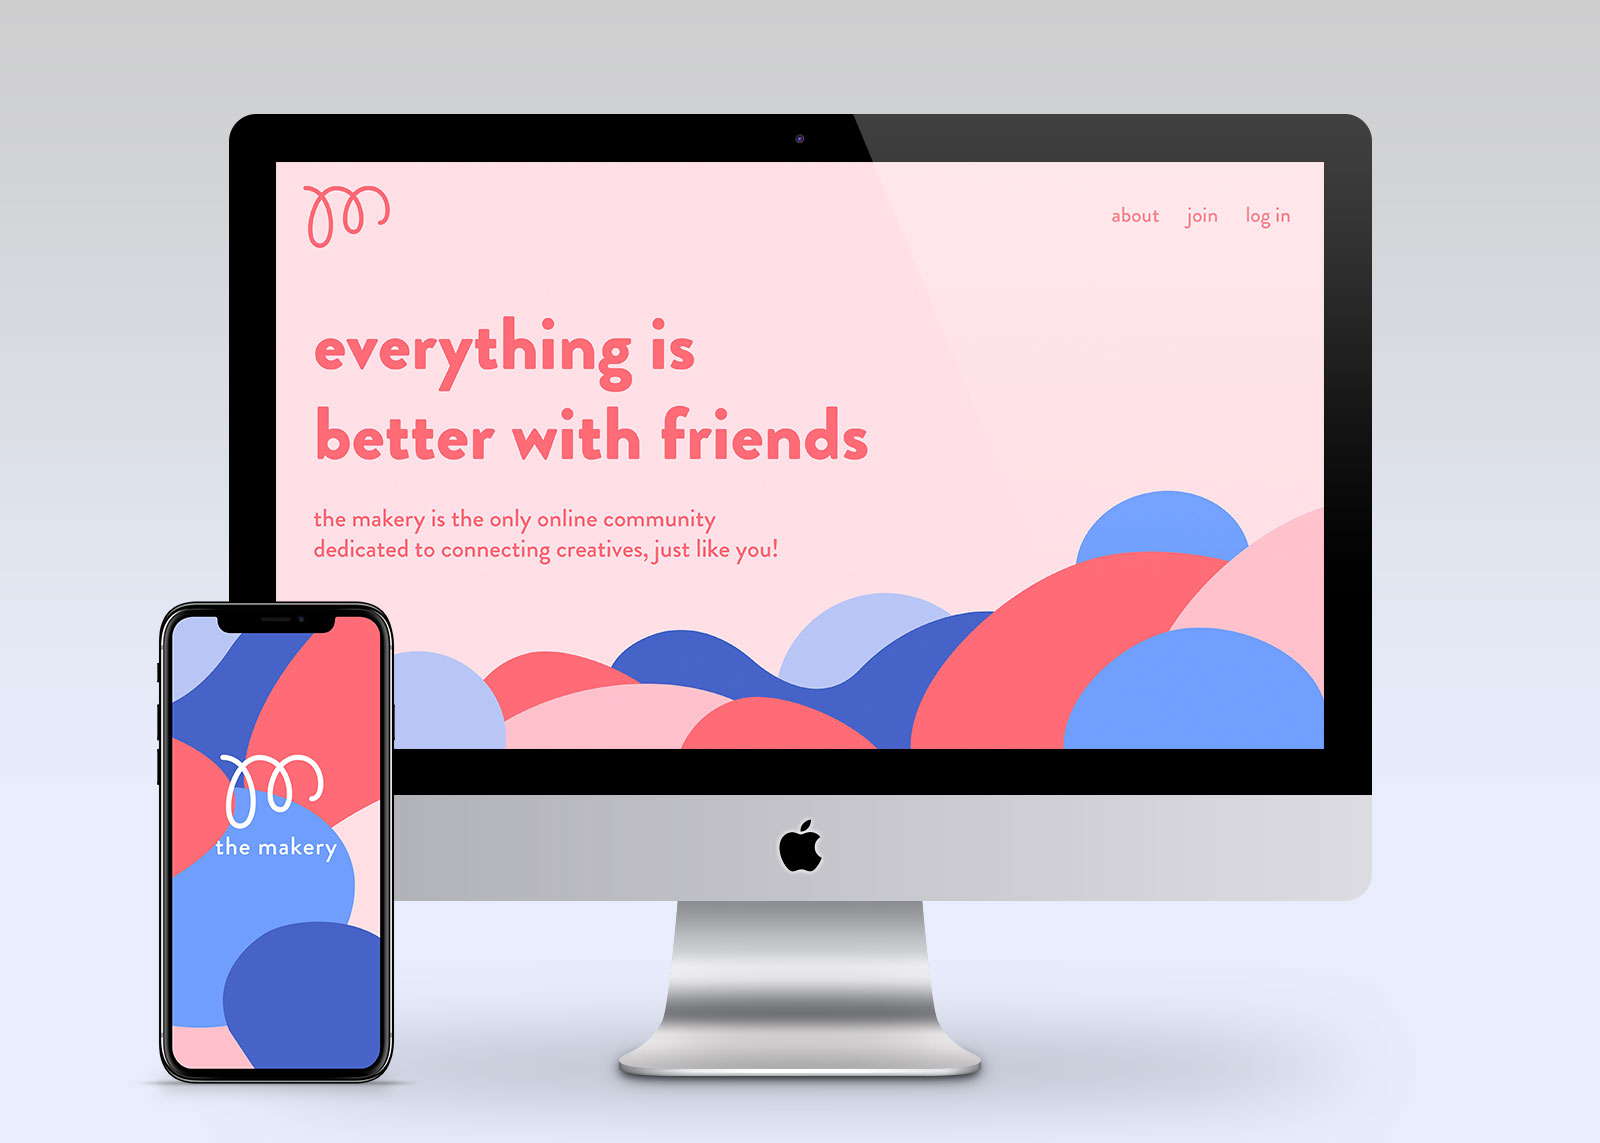 about join log in
everything is
better with friends
the makery is the only online community
dedicated to connecting creatives, just like you!
the makery